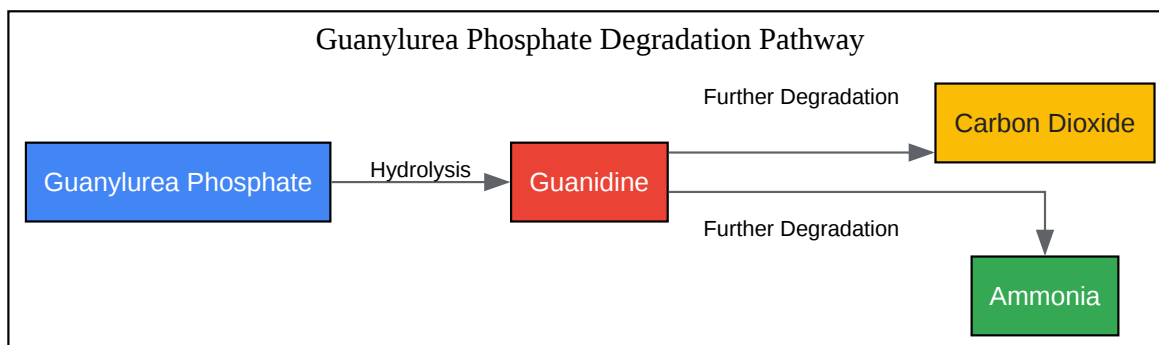 Guanylurea Phosphate Degradation Pathway
Further Degradation
Carbon Dioxide
Guanylurea Phosphate
Hydrolysis
Guanidine
Further Degradation
Ammonia